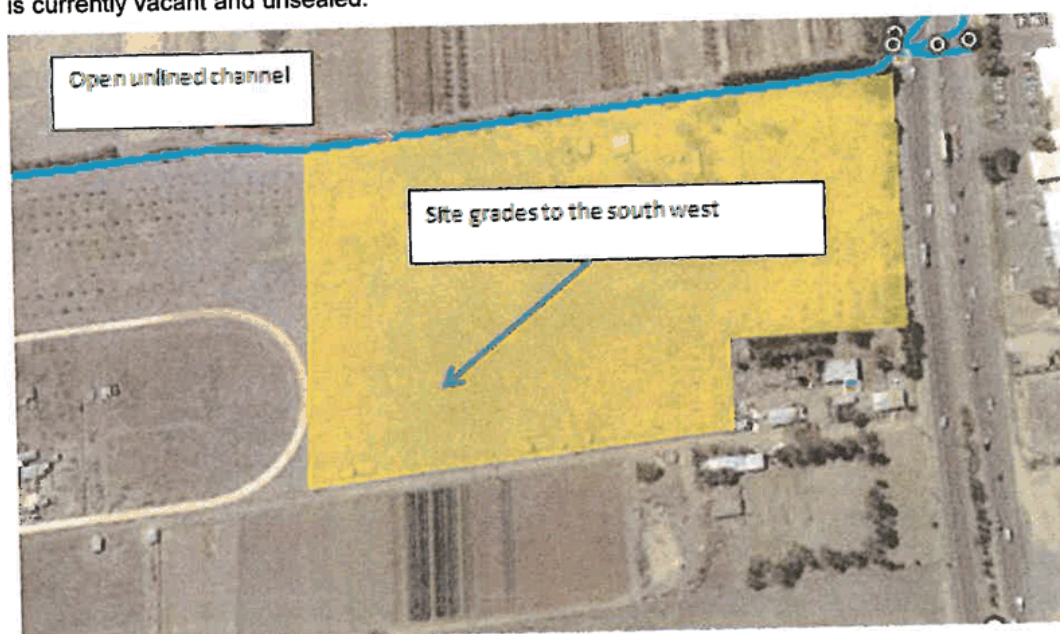 is currently vacant and unsealed.
Open unlined channel
Site grades to the south west